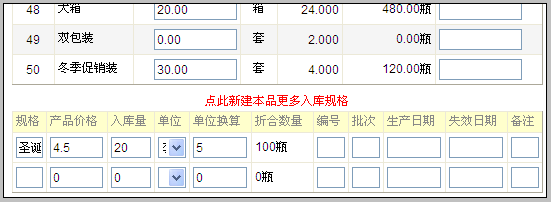 48 大箱 20.00 箱 24.000 480.00瓶
49 双包装 0.00 套 2.000 0.00瓶
50 冬季促销装 30.00 套 4.000 120.00瓶
点此新建本品更多入库规格
规格 产品价格 入库量 单位 单位换算 折合数量 编号 批次 生产日期 失效日期 备注
圣诞 4.5 20 5 100瓶
0 0 0 0瓶